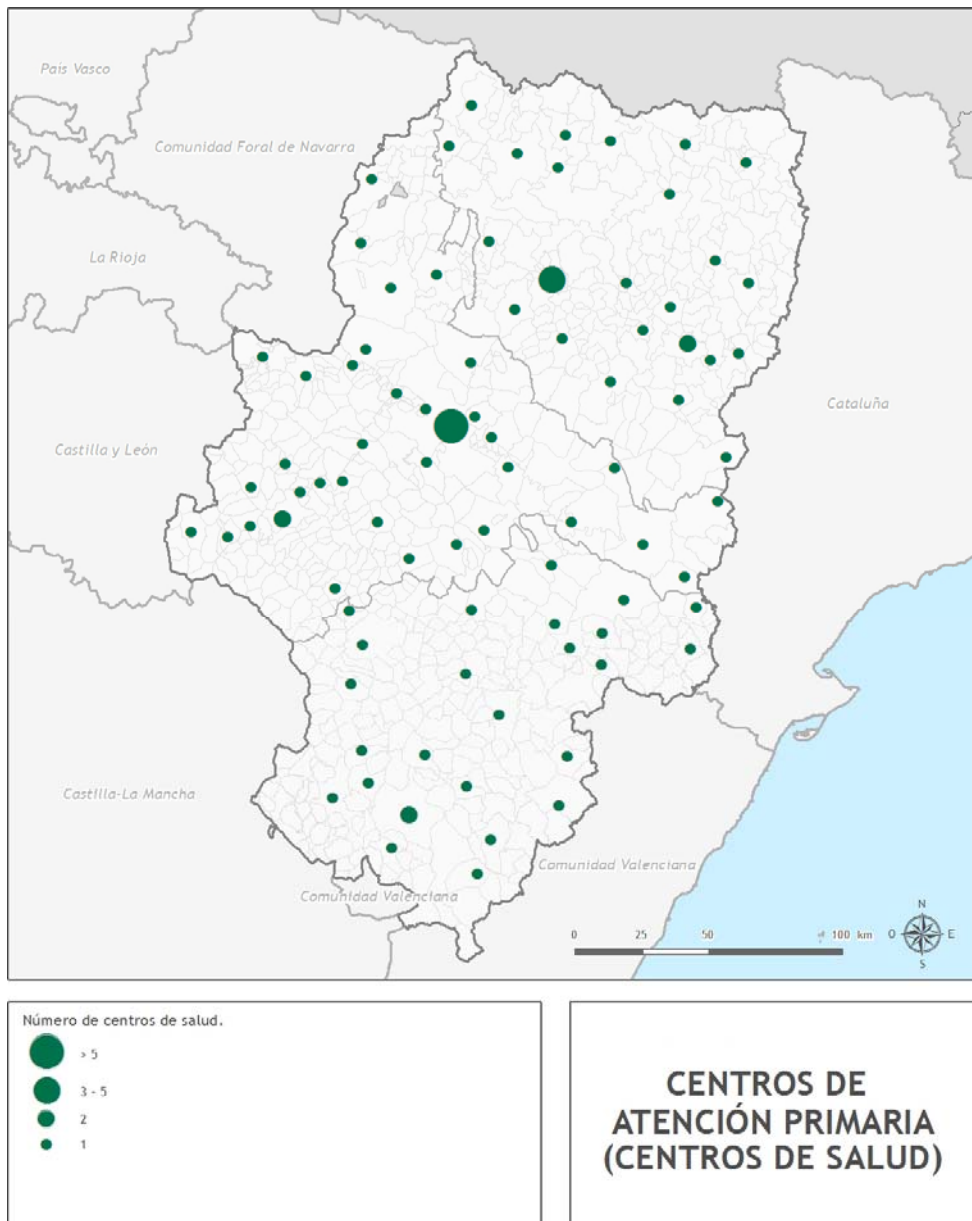 País Vasco
Comunidad Foral de Navarra
La Rioja
Cataluña
Castilla y León
Castilla-La Mancha
Comunidad Valenciana
Comunidad Valenciana
N
O
E
S
0
25
50
100 km
Número de centros de salud.
> 5
3 - 5
2
1
CENTROS DE
ATENCIÓN PRIMARIA
(CENTROS DE SALUD)